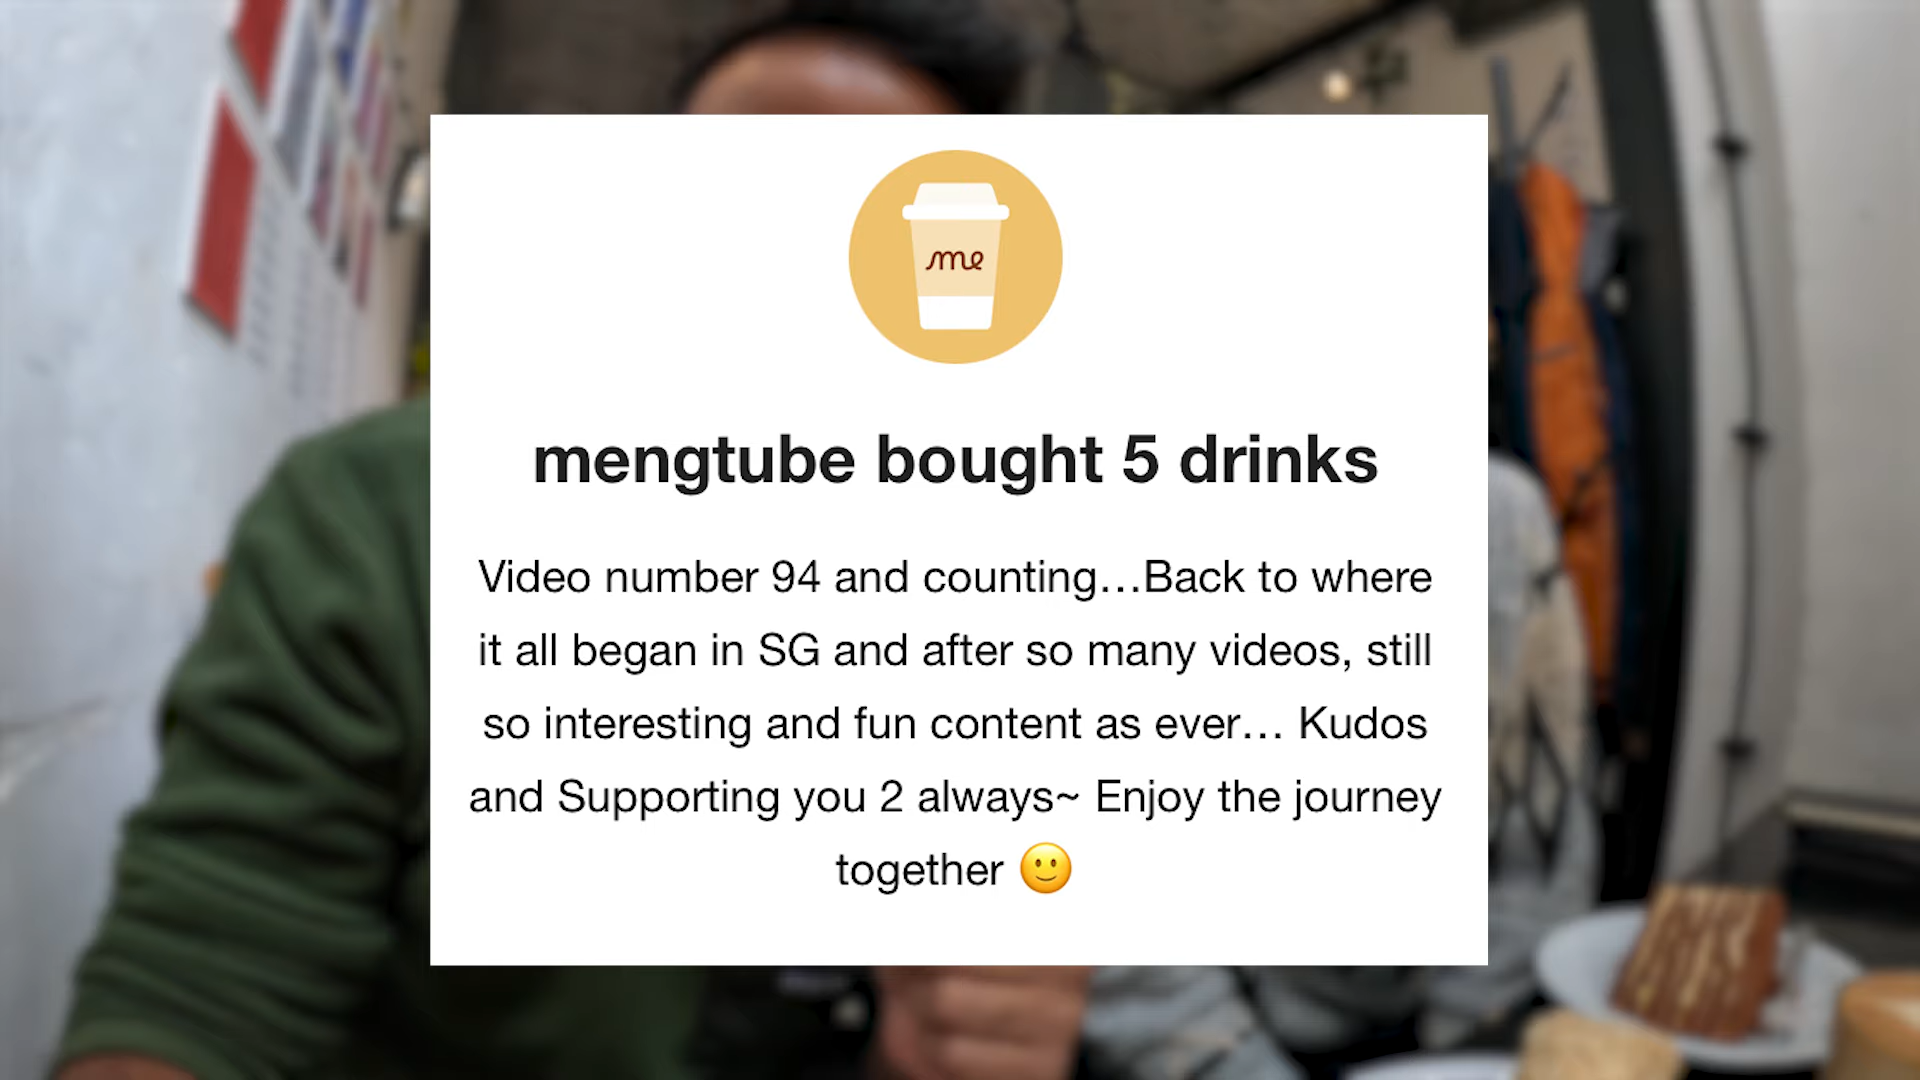 me
mengtube bought 5 drinks
Video number 94 and counting...Back to where
it all began in SG and after so many videos, still
so interesting and fun content as ever... Kudos
and Supporting you 2 always~ Enjoy the journey
together 🙂